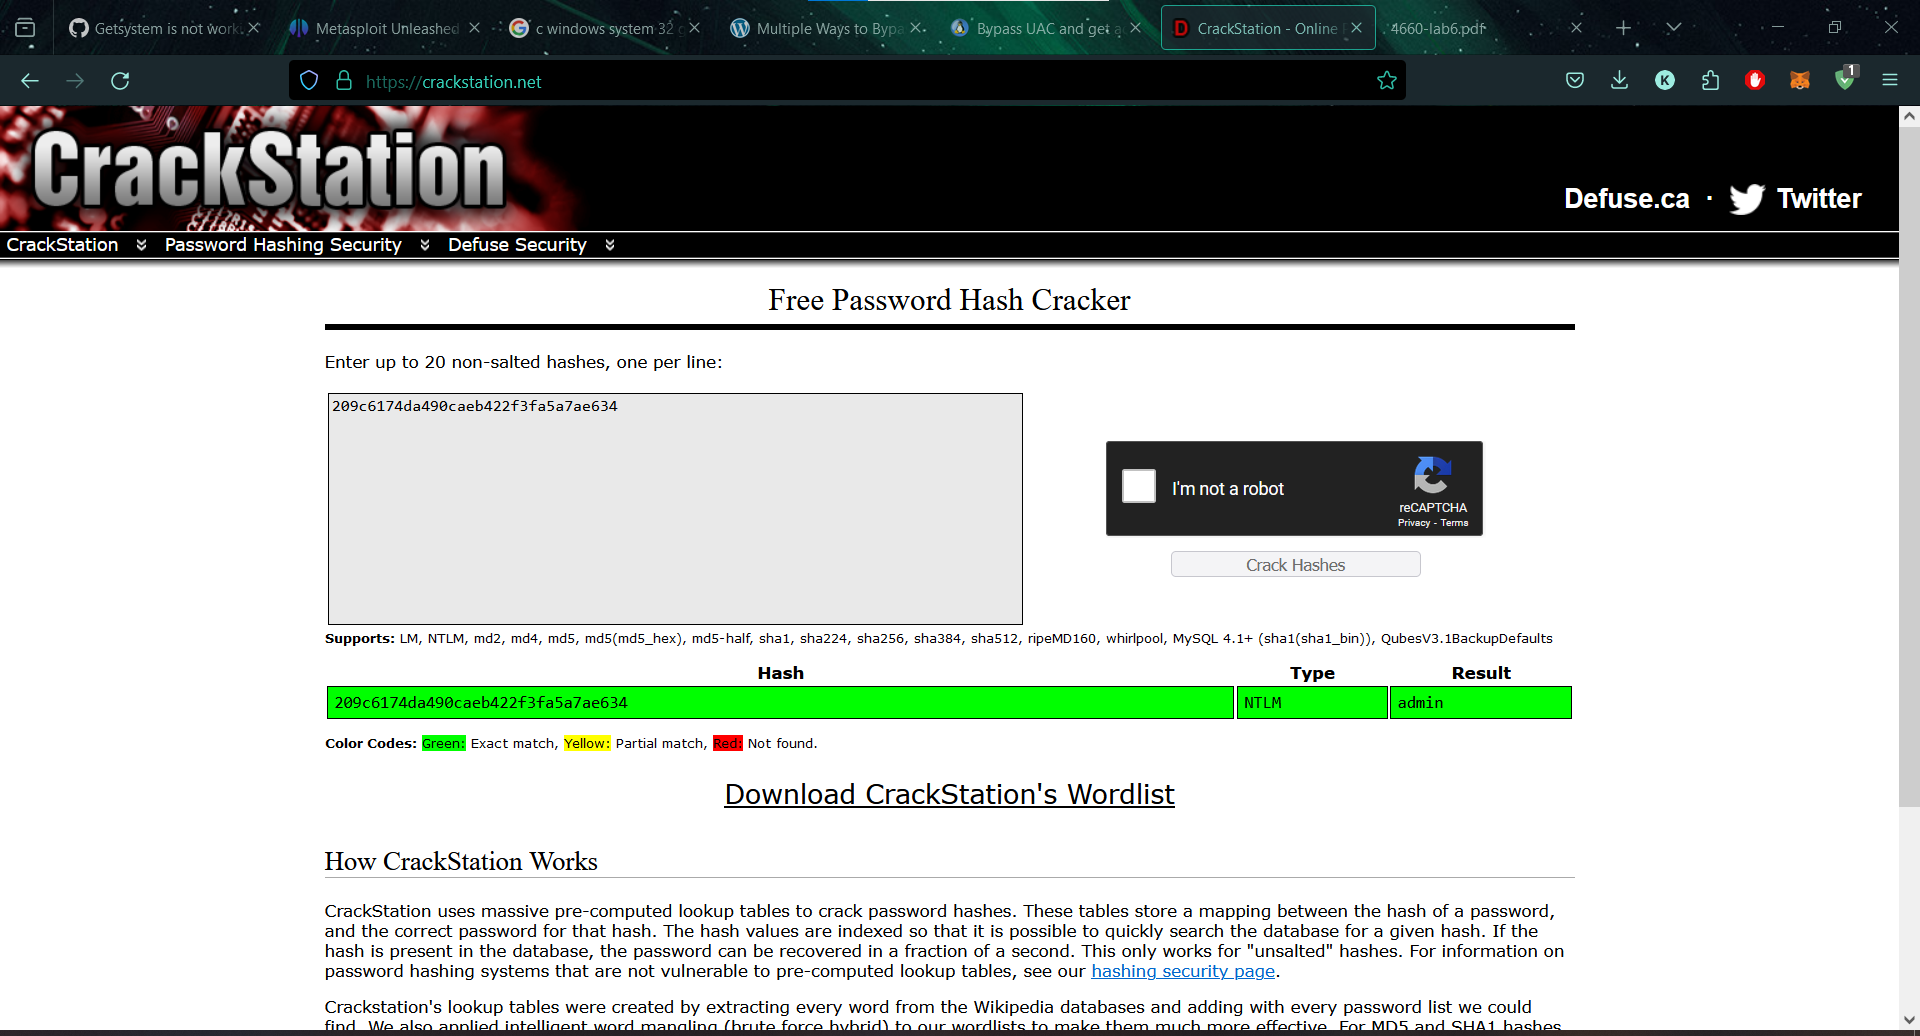 Getsystem is not work
Metasploit Unleashed
c windows system 32
Multiple Ways to Bypa
Bypass UAC and get
CrackStation - Online
4660-lab6.pdf
https://crackstation.net
K
1
CrackStation
Defuse.ca · Twitter
CrackStation Password Hashing Security Defuse Security
Free Password Hash Cracker
Enter up to 20 non-salted hashes, one per line:
209c6174da490caeb422f3fa5a7ae634
I'm not a robot
reCAPTCHA
Privacy - Terms
Crack Hashes
Supports: LM, NTLM, md2, md4, md5, md5(md5_hex), md5-half, sha1, sha224, sha256, sha384, sha512, ripeMD160, whirlpool, MySQL 4.1+ (sha1(sha1_bin)), QubesV3.1BackupDefaults
Hash Type Result
209c6174da490caeb422f3fa5a7ae634 NTLM admin
Color Codes: Green: Exact match, Yellow: Partial match, Red: Not found.
Download CrackStation's Wordlist
How CrackStation Works
CrackStation uses massive pre-computed lookup tables to crack password hashes. These tables store a mapping between the hash of a password,
and the correct password for that hash. The hash values are indexed so that it is possible to quickly search the database for a given hash. If the
hash is present in the database, the password can be recovered in a fraction of a second. This only works for "unsalted" hashes. For information on
password hashing systems that are not vulnerable to pre-computed lookup tables, see our hashing security page.
Crackstation's lookup tables were created by extracting every word from the Wikipedia databases and adding with every password list we could
find. We also applied intelligent word mangling (brute force hybrid) to our wordlists to make them much more effective. For MD5 and SHA1 hashes,